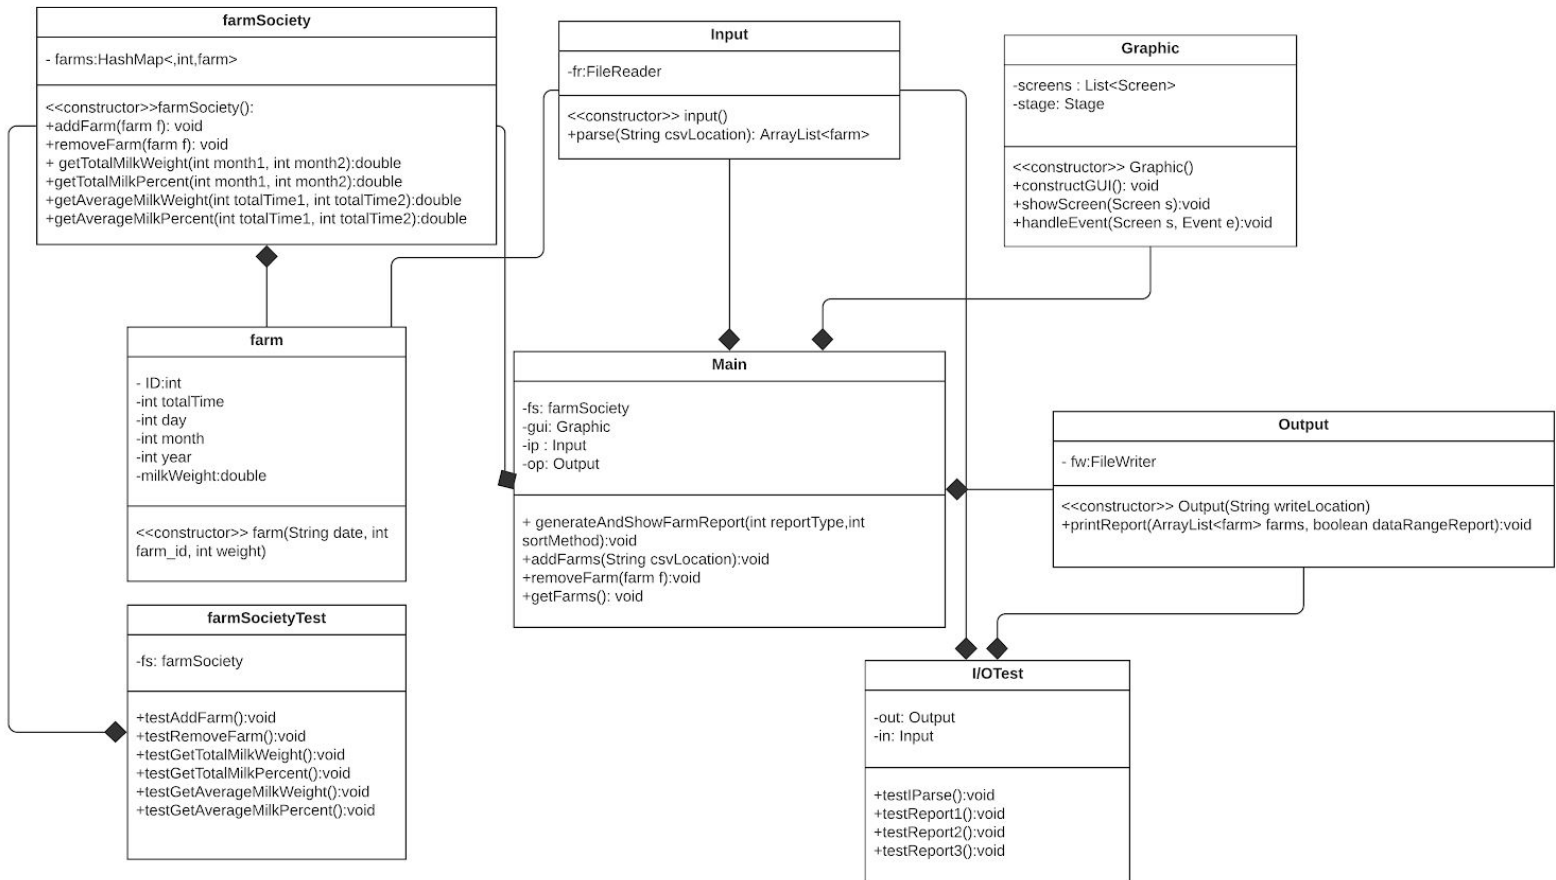 farmSociety
- farms:HashMap<,int,farm>
<<constructor>>farmSociety():
+addFarm(farm f): void
+removeFarm(farm f): void
+ getTotalMilkWeight(int month1, int month2):double
+getTotalMilkPercent(int month1, int month2):double
+getAverageMilkWeight(int totalTime1, int totalTime2):double
+getAverageMilkPercent(int totalTime1, int totalTime2):double
Input
-fr:FileReader
<<constructor>> input()
+parse(String csvLocation): ArrayList<farm>
Graphic
-screens : List<Screen>
-stage: Stage
<<constructor>> Graphic()
+constructGUI(): void
+showScreen(Screen s):void
+handleEvent(Screen s, Event e):void
farm
- ID:int
-int totalTime
-int day
-int month
-int year
-milkWeight:double
<<constructor>> farm(String date, int
farm_id, int weight)
Main
-fs: farmSociety
-gui: Graphic
-ip : Input
-op: Output
+ generateAndShowFarmReport(int reportType,int
sortMethod):void
+addFarms(String csvLocation):void
+removeFarm(farm f):void
+getFarms(): void
Output
- fw:FileWriter
<<constructor>> Output(String writeLocation)
+printReport(ArrayList<farm> farms, boolean dataRangeReport):void
farmSocietyTest
-fs: farmSociety
+testAddFarm():void
+testRemoveFarm():void
+testGetTotalMilkWeight():void
+testGetTotalMilkPercent():void
+testGetAverageMilkWeight():void
+testGetAverageMilkPercent():void
I/OTest
-out: Output
-in: Input
+testIParse():void
+testReport1():void
+testReport2():void
+testReport3():void